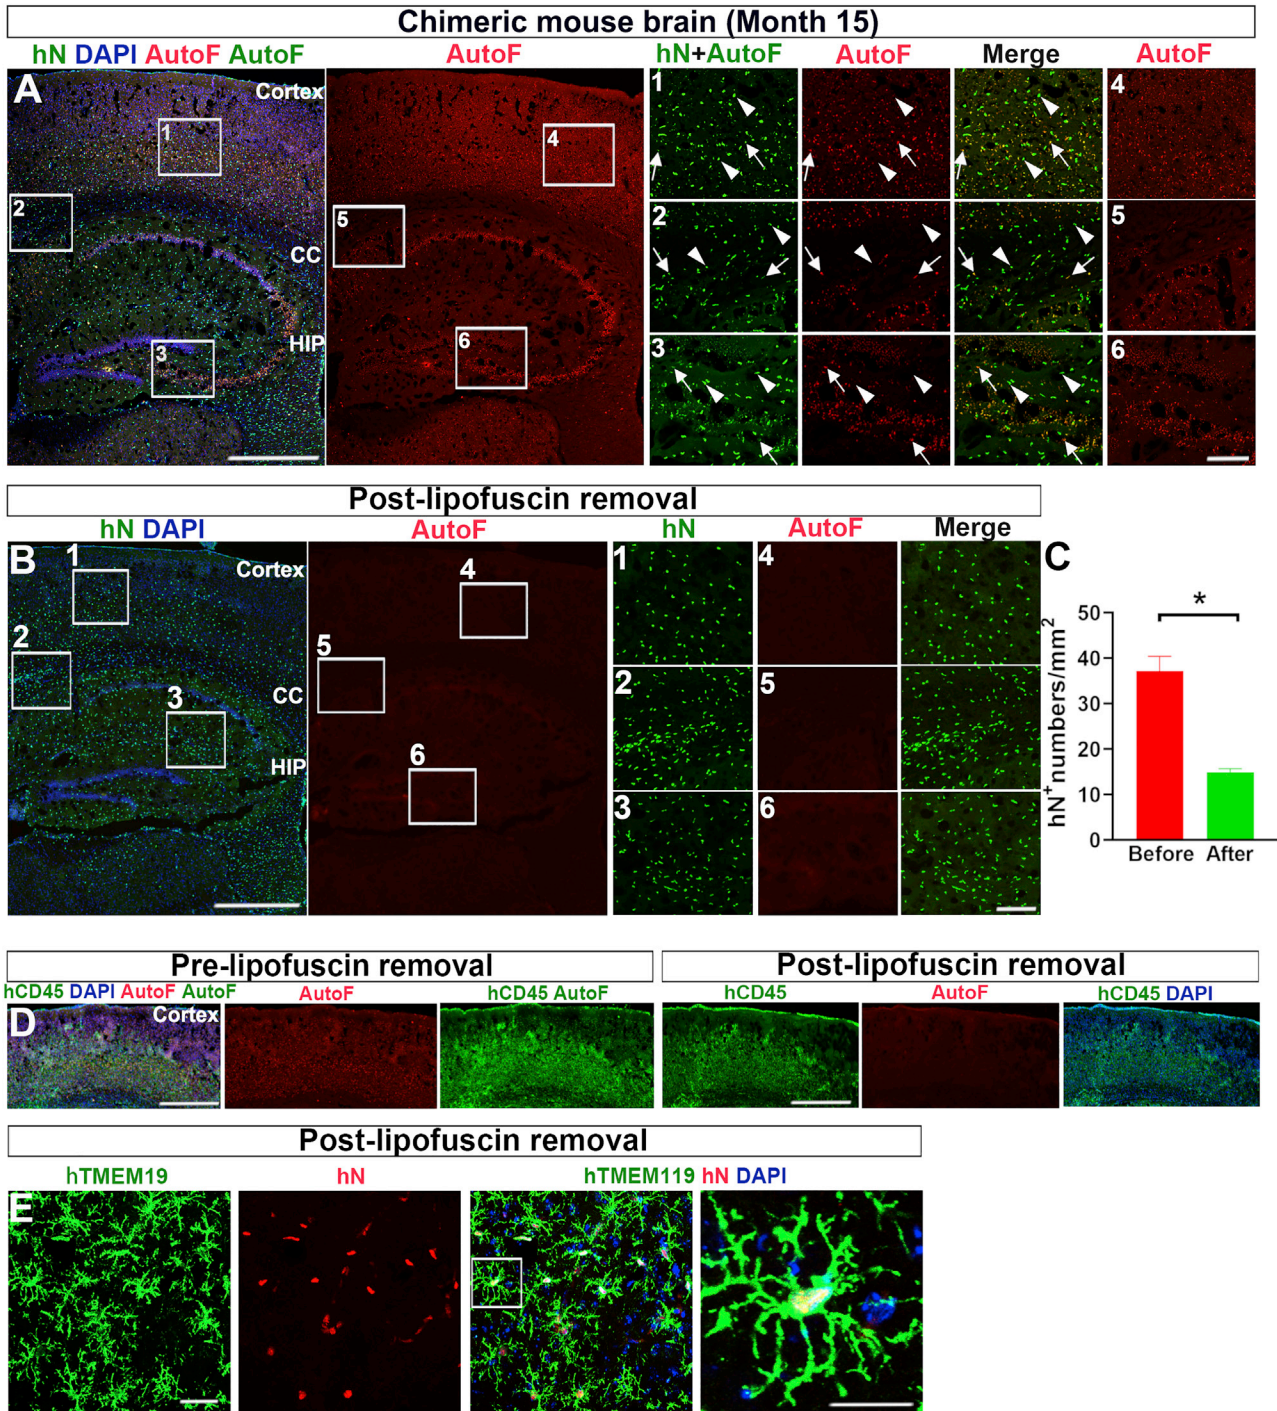 Chimeric mouse brain (Month 15)
hN DAPI AutoF AutoF
AutoF
hN+AutoF
AutoF
Merge
AutoF
A
Cortex
1
2
CC
HIP
3
4
5
6
1
2
3
4
5
6
Post-lipofuscin removal
hN DAPI
AutoF
hN
AutoF
Merge
B
1
Cortex
2
3
CC
HIP
4
5
6
1
2
3
4
5
6
C
*
hN+ numbers/mm2
50
40
30
20
10
0
Before After
Pre-lipofuscin removal
hCD45 DAPI AutoF AutoF
AutoF
hCD45 AutoF
D
Cortex
Post-lipofuscin removal
hCD45
AutoF
hCD45 DAPI
Post-lipofuscin removal
hTMEM19
hN
hTMEM119 hN DAPI
E